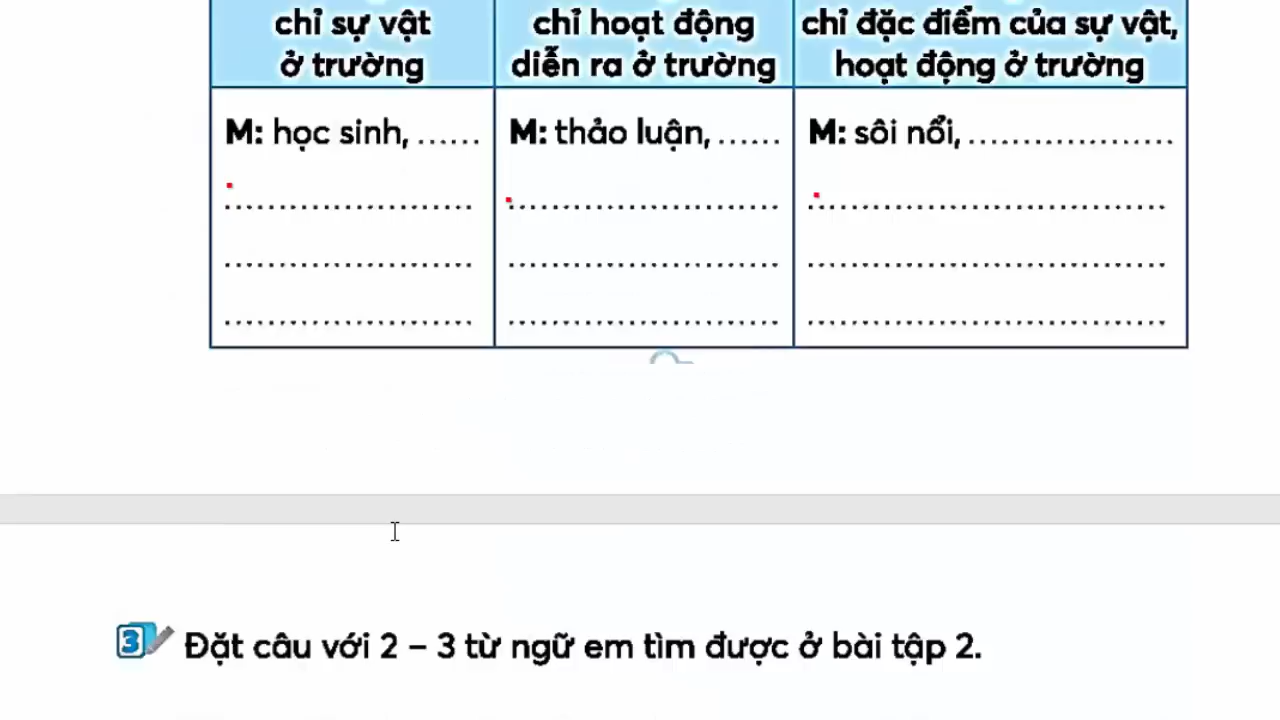 chỉ sự vật
ở trường
chỉ hoạt động
diễn ra ở trường
chỉ đặc điểm của sự vật,
hoạt động ở trường
M: học sinh, ......
M: thảo luận, ......
M: sôi nổi, ......................
3 Đặt câu với 2 – 3 từ ngữ em tìm được ở bài tập 2.